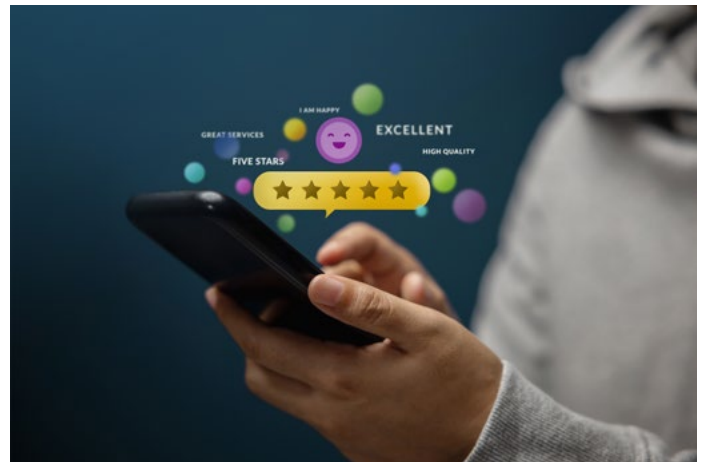 I AM HAPPY
EXCELLENT
GREAT SERVICES
HIGH QUALITY
FIVE STARS